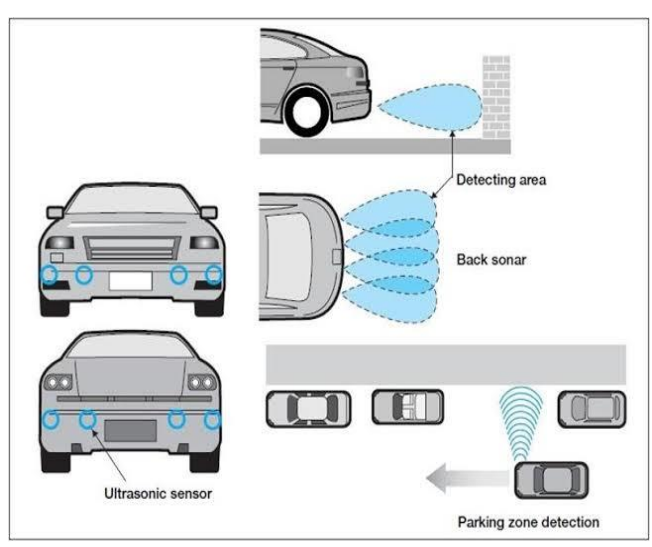 Detecting area
Back sonar
Ultrasonic sensor
Parking zone detection